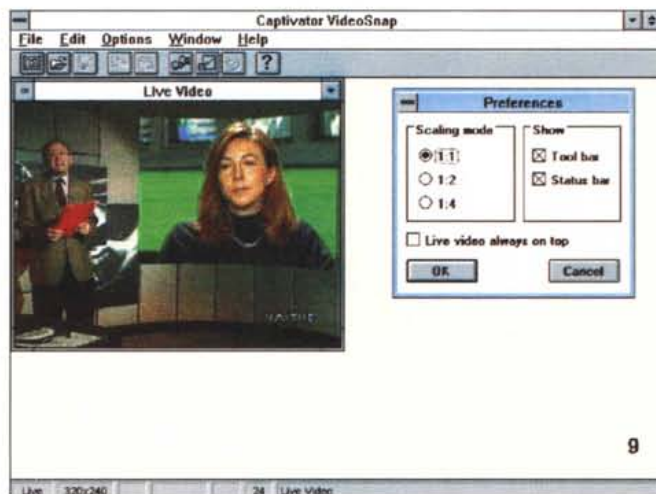 Captivator VideoSnap
File Edit Options Window Help
?
Live Video
Preferences
Scaling mode
1:1
1:2
1:4
Show
Tool bar
Status bar
Live video always on top
OK
Cancel
9
Live 320x240 24 Live Video